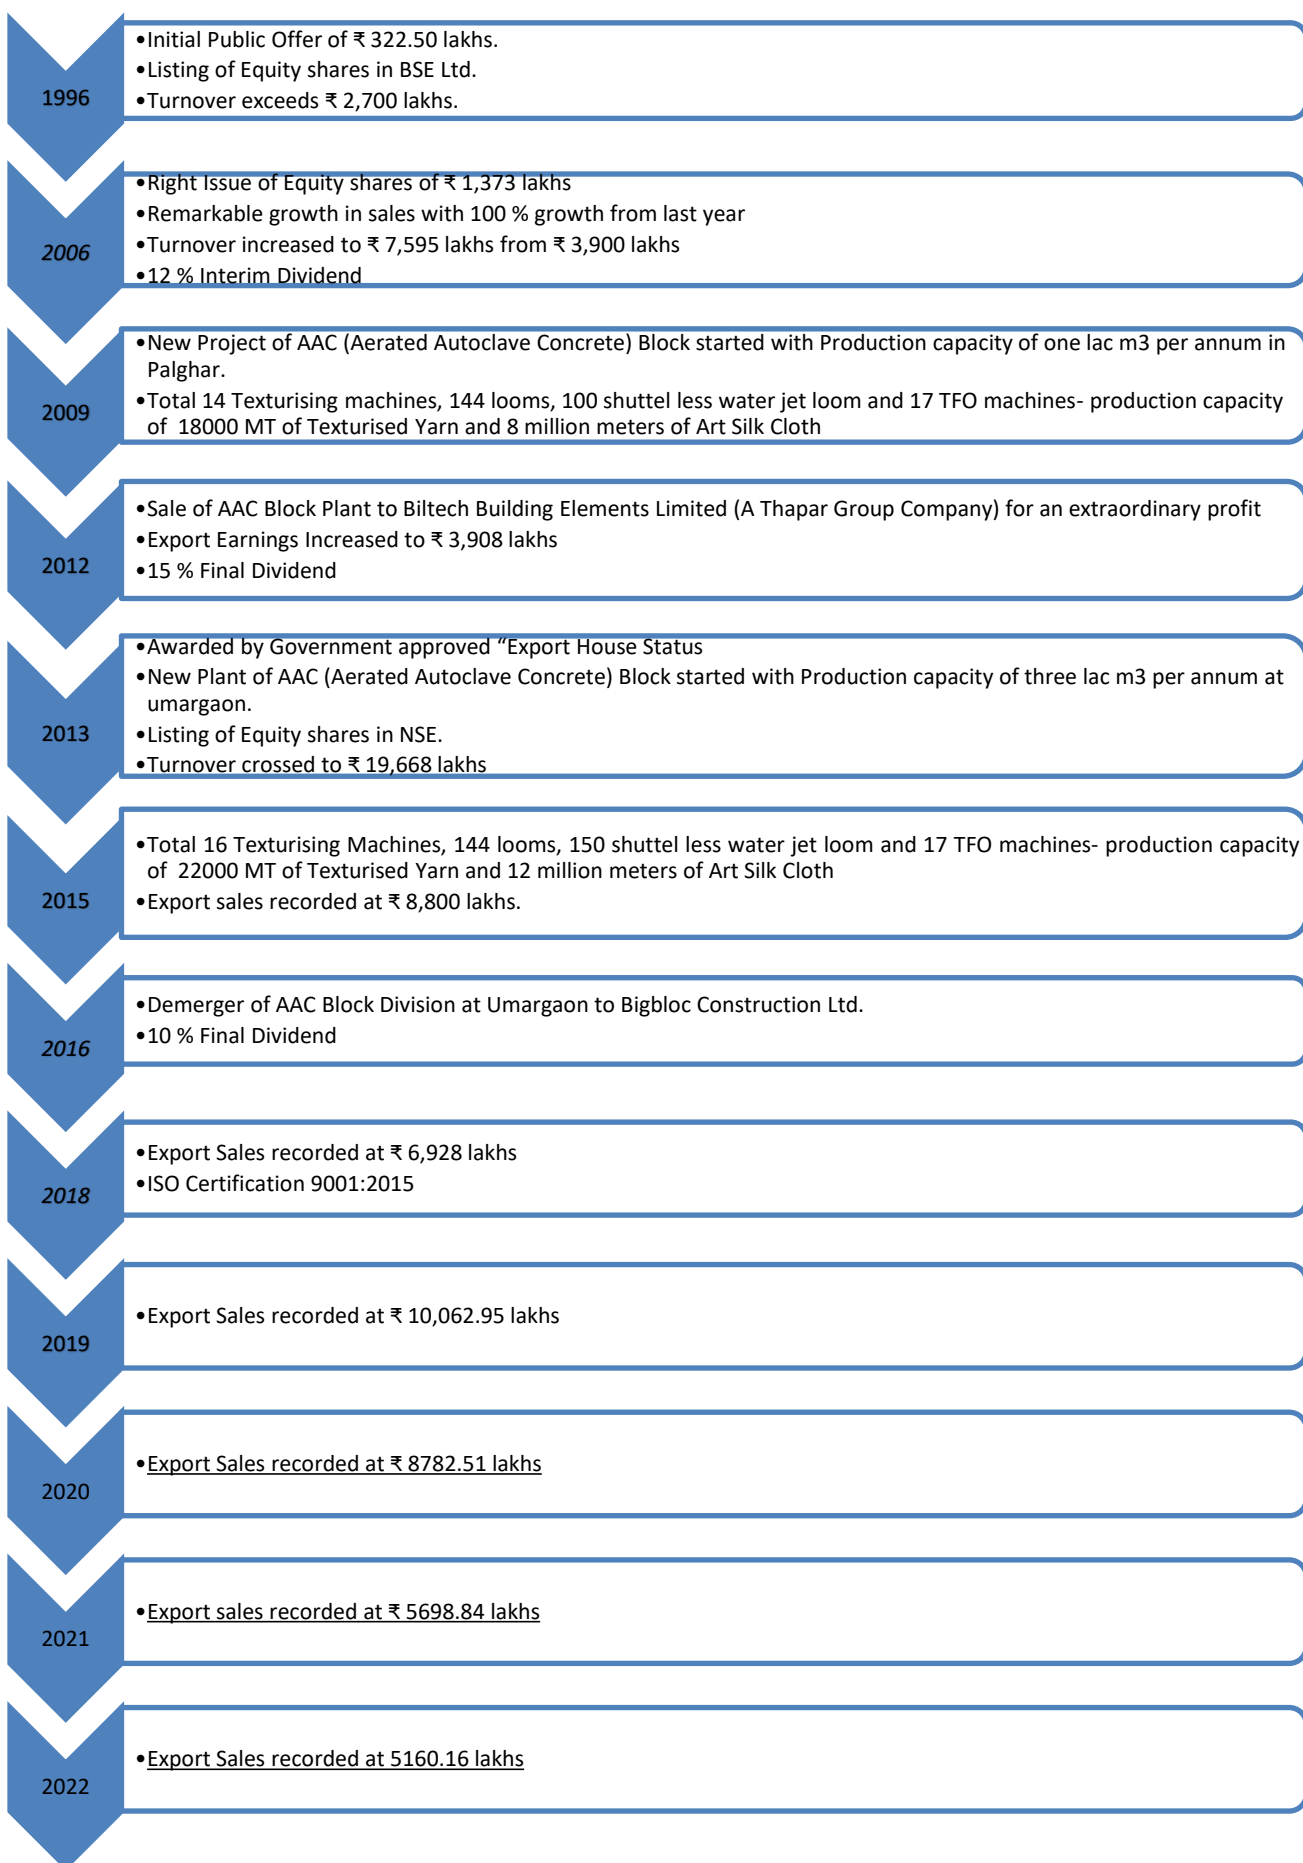 1996
•Initial Public Offer of ₹ 322.50 lakhs.
•Listing of Equity shares in BSE Ltd.
•Turnover exceeds ₹ 2,700 lakhs.
2006
•Right Issue of Equity shares of ₹ 1,373 lakhs
•Remarkable growth in sales with 100 % growth from last year
•Turnover increased to ₹ 7,595 lakhs from ₹ 3,900 lakhs
•12 % Interim Dividend
2009
•New Project of AAC (Aerated Autoclave Concrete) Block started with Production capacity of one lac m3 per annum in
Palghar.
•Total 14 Texturising machines, 144 looms, 100 shuttel less water jet loom and 17 TFO machines- production capacity
of 18000 MT of Texturised Yarn and 8 million meters of Art Silk Cloth
2012
•Sale of AAC Block Plant to Biltech Building Elements Limited (A Thapar Group Company) for an extraordinary profit
•Export Earnings Increased to ₹ 3,908 lakhs
•15 % Final Dividend
2013
•Awarded by Government approved “Export House Status
•New Plant of AAC (Aerated Autoclave Concrete) Block started with Production capacity of three lac m3 per annum at
umargaon.
•Listing of Equity shares in NSE.
•Turnover crossed to ₹ 19,668 lakhs
2015
•Total 16 Texturising Machines, 144 looms, 150 shuttel less water jet loom and 17 TFO machines- production capacity
of 22000 MT of Texturised Yarn and 12 million meters of Art Silk Cloth
•Export sales recorded at ₹ 8,800 lakhs.
2016
•Demerger of AAC Block Division at Umargaon to Bigbloc Construction Ltd.
•10 % Final Dividend
2018
•Export Sales recorded at ₹ 6,928 lakhs
•ISO Certification 9001:2015
2019
•Export Sales recorded at ₹ 10,062.95 lakhs
2020
•Export Sales recorded at ₹ 8782.51 lakhs
2021
•Export sales recorded at ₹ 5698.84 lakhs
2022
•Export Sales recorded at 5160.16 lakhs